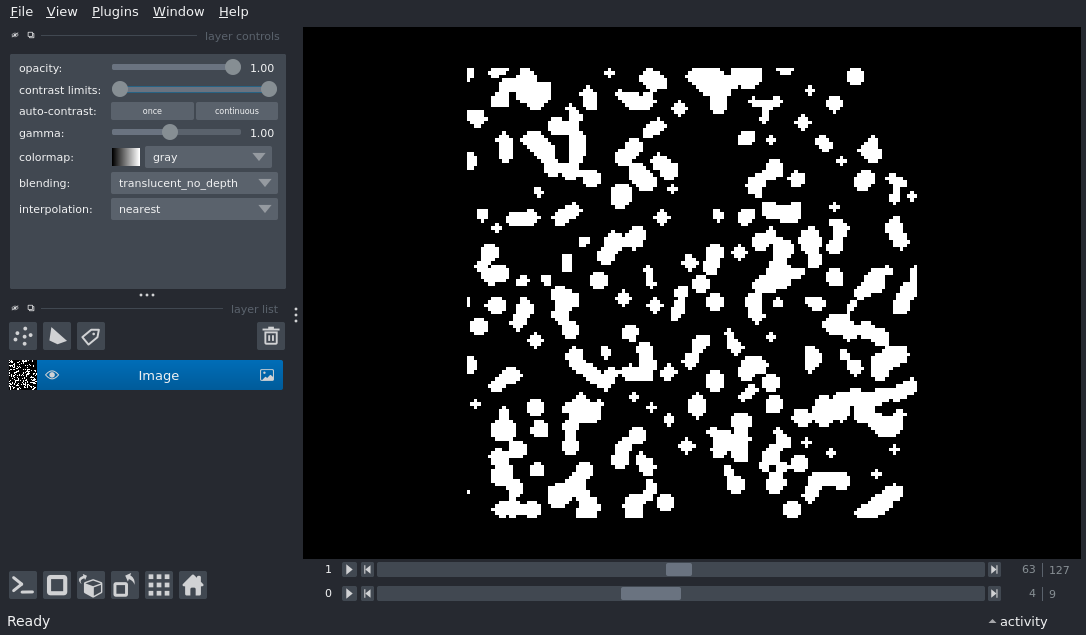 File View Plugins Window Help
layer controls
opacity: 1.00
contrast limits:
auto-contrast: once continuous
gamma: 1.00
colormap: gray
blending: translucent_no_depth
interpolation: nearest
layer list
Image
1 63 127
0 4 9
Ready activity